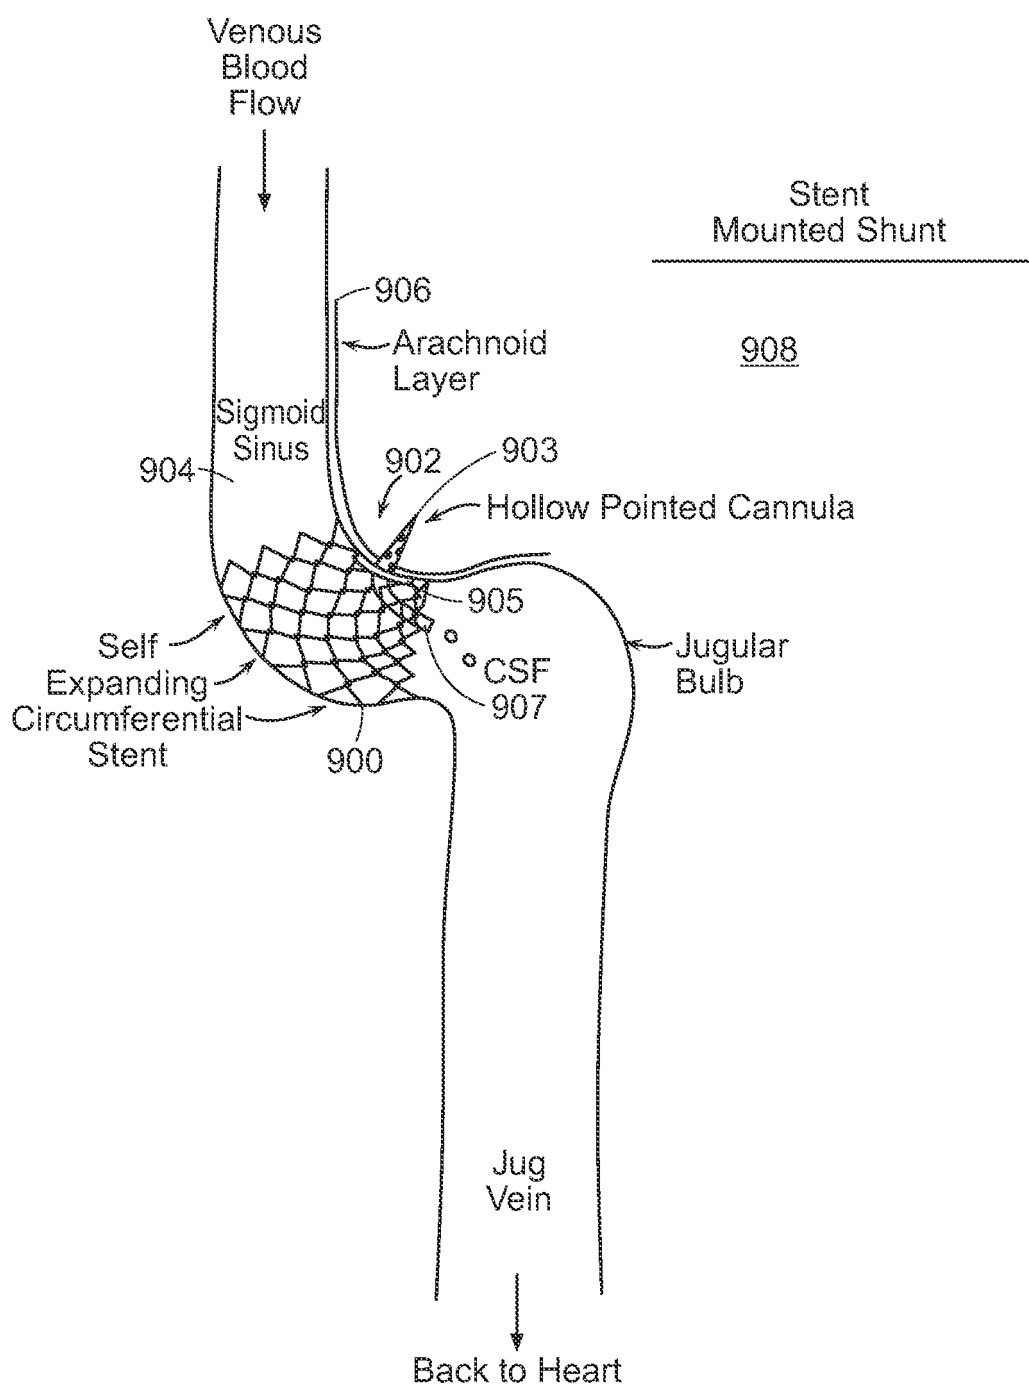 Venous
Blood
Flow
Stent
Mounted Shunt
906
Arachnoid
Layer
908
Sigmoid
Sinus
904
902
903
Hollow Pointed Cannula
905
Self
Expanding
Circumferential
Stent
CSF
907
900
Jugular
Bulb
Jug
Vein
Back to Heart